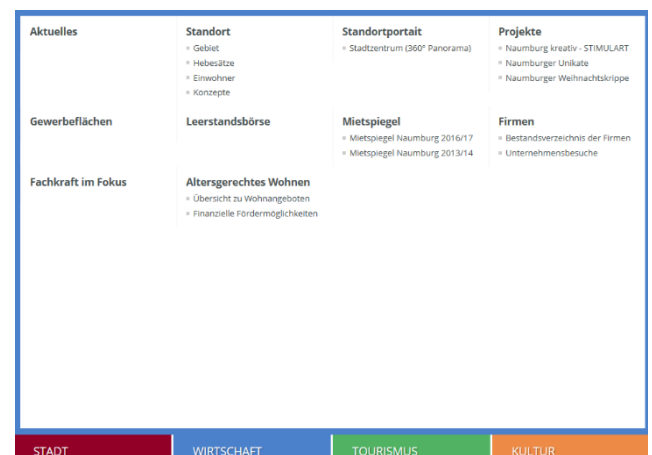 Aktuelles
Standort
Gebiet
Hebesätze
Einwohner
Konzepte
Standortportait
Stadtzentrum (360° Panorama)
Projekte
Naumburg kreativ - STIMULART
Naumburger Unikate
Naumburger Weihnachtskrippe
Gewerbeflächen
Leerstandsbörse
Mietspiegel
Mietspiegel Naumburg 2016/17
Mietspiegel Naumburg 2013/14
Firmen
Bestandsverzeichnis der Firmen
Unternehmensbesuche
Fachkraft im Fokus
Altersgerechtes Wohnen
Übersicht zu Wohnangeboten
Finanzielle Fördermöglichkeiten
STADT
WIRTSCHAFT
TOURISMUS
KULTUR